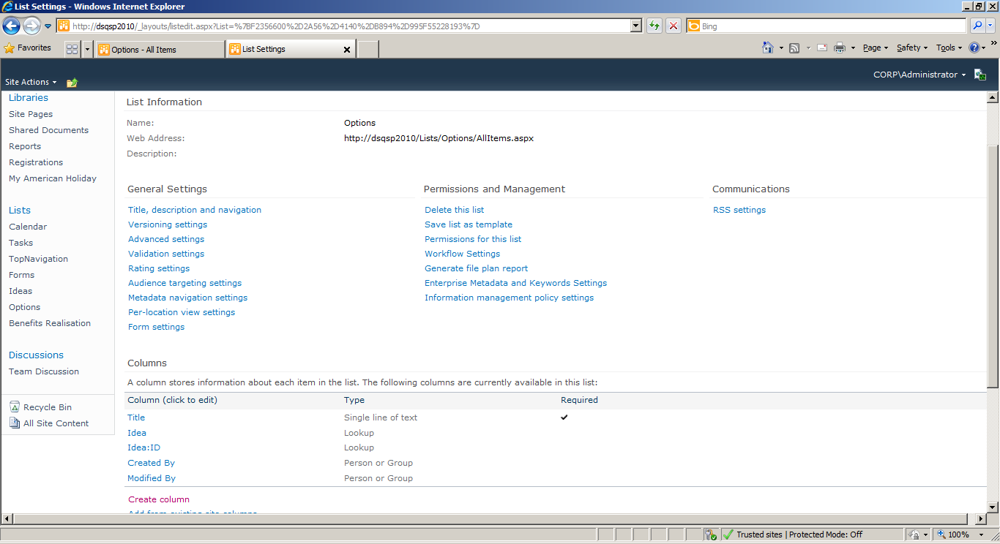 List Settings - Windows Internet Explorer
http://dsqsp2010/_layouts/listedit.aspx?List=%7BF2356600%2D2A56%2D4140%2DB894%2D995F55228193%7D
Bing
Favorites
Options - All Items
List Settings
Page
Safety
Tools
Site Actions
CORP\Administrator
Libraries
Site Pages
Shared Documents
Reports
Registrations
My American Holiday
Lists
Calendar
Tasks
TopNavigation
Forms
Ideas
Options
Benefits Realisation
Discussions
Team Discussion
Recycle Bin
All Site Content
List Information
Name: Options
Web Address: http://dsqsp2010/Lists/Options/AllItems.aspx
Description:
General Settings
Title, description and navigation
Versioning settings
Advanced settings
Validation settings
Rating settings
Audience targeting settings
Metadata navigation settings
Per-location view settings
Form settings
Permissions and Management
Delete this list
Save list as template
Permissions for this list
Workflow Settings
Generate file plan report
Enterprise Metadata and Keywords Settings
Information management policy settings
Communications
RSS settings
Columns
A column stores information about each item in the list. The following columns are currently available in this list:
Column (click to edit) Type Required
Title Single line of text ✔
Idea Lookup
Idea:ID Lookup
Created By Person or Group
Modified By Person or Group
Create column
Add from existing site columns
Trusted sites | Protected Mode: Off
100%